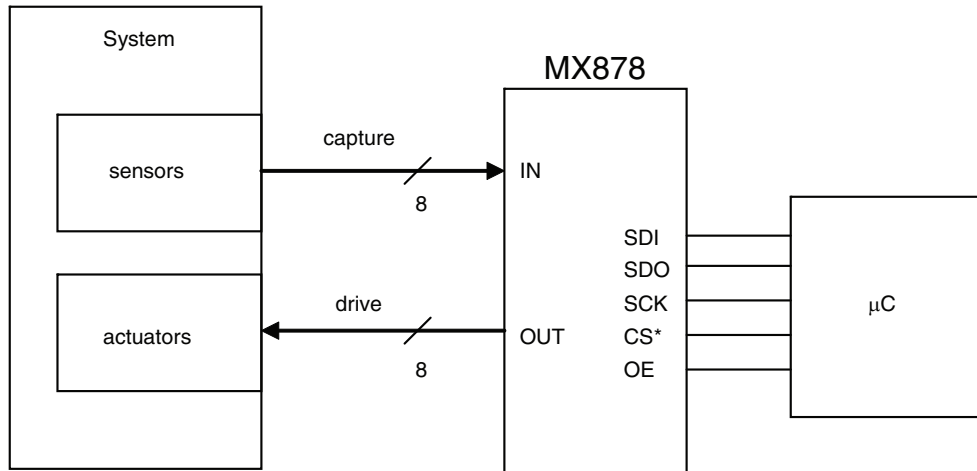 System
MX878
sensors
capture
8
IN
SDI
SDO
SCK
CS*
OE
μC
actuators
drive
8
OUT